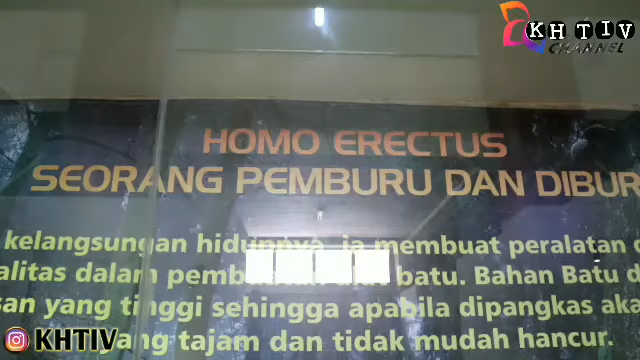 KHTIV
CHANNEL
HOMO ERECTUS
SEORANG PEMBURU DAN DIBUR
kelangsungan hidupnya, ia membuat peralatan
alitas dalam batu. Bahan Batu
san yang tinggi sehingga apabila dipangkas aka
yang tajam dan tidak mudah hancur.
KHTIV